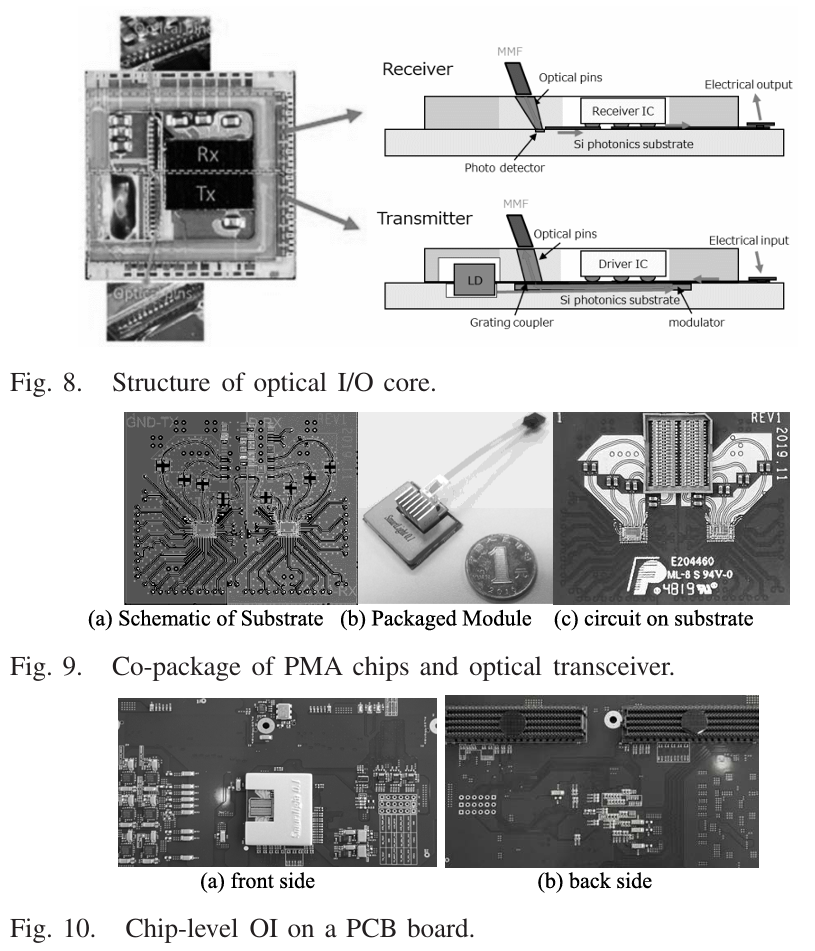 Optical pins
Rx
Tx
Optical pins
Receiver
MMF
Optical pins
Electrical output
Receiver IC
Si photonics substrate
Photo detector
Transmitter
MMF
Optical pins
Electrical input
Driver IC
LD
Si photonics substrate
Grating coupler
modulator
Fig. 8. Structure of optical I/O core.
GND-TX
REV1
RX
1
REV1
2019.11
E204460
ML-8 S 94V-0
4819
(a) Schematic of Substrate (b) Packaged Module (c) circuit on substrate
Fig. 9. Co-package of PMA chips and optical transceiver.
(a) front side
(b) back side
Fig. 10. Chip-level OI on a PCB board.